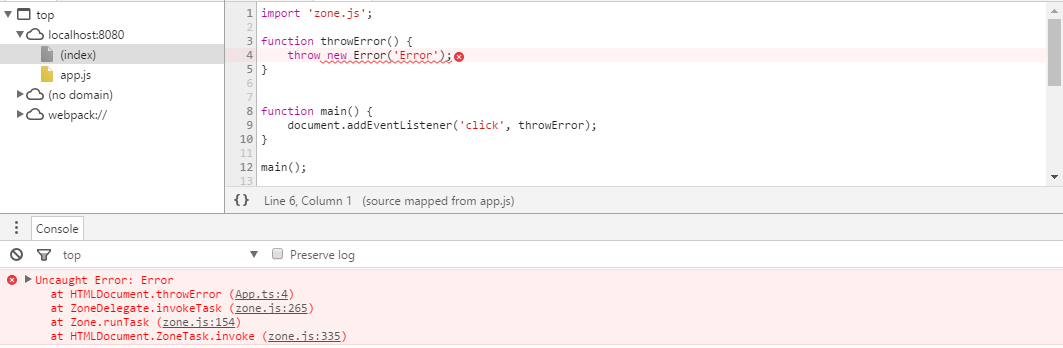 top
localhost:8080
(index)
app.js
(no domain)
webpack://
1 import 'zone.js';
2
3 function throwError() {
4 throw new Error('Error');
5 }
6
7
8 function main() {
9 document.addEventListener('click', throwError);
10 }
11
12 main();
13
{} Line 6, Column 1 (source mapped from app.js)
Console
top Preserve log
Uncaught Error: Error
at HTMLDocument.throwError (App.ts:4)
at ZoneDelegate.invokeTask (zone.js:265)
at Zone.runTask (zone.js:154)
at HTMLDocument.ZoneTask.invoke (zone.js:335)